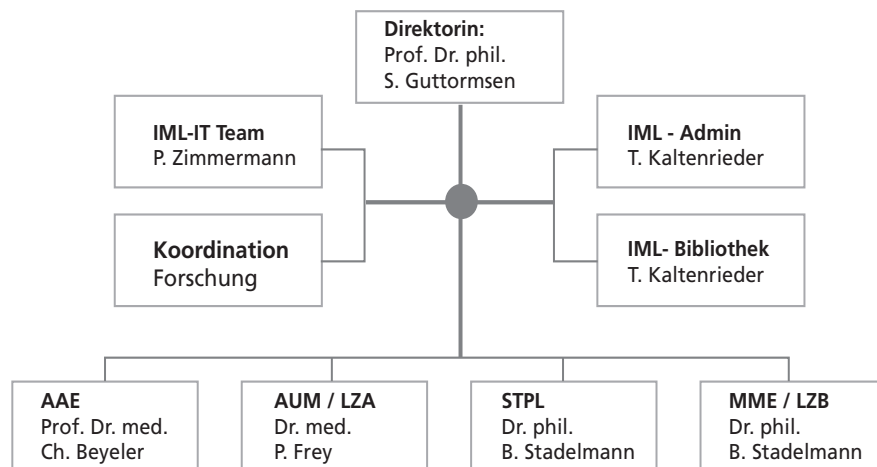 Direktorin:
Prof. Dr. phil.
S. Guttormsen
IML-IT Team
P. Zimmermann
IML - Admin
T. Kaltenrieder
Koordination
Forschung
IML- Bibliothek
T. Kaltenrieder
AAE
Prof. Dr. med.
Ch. Beyeler
AUM / LZA
Dr. med.
P. Frey
STPL
Dr. phil.
B. Stadelmann
MME / LZB
Dr. phil.
B. Stadelmann